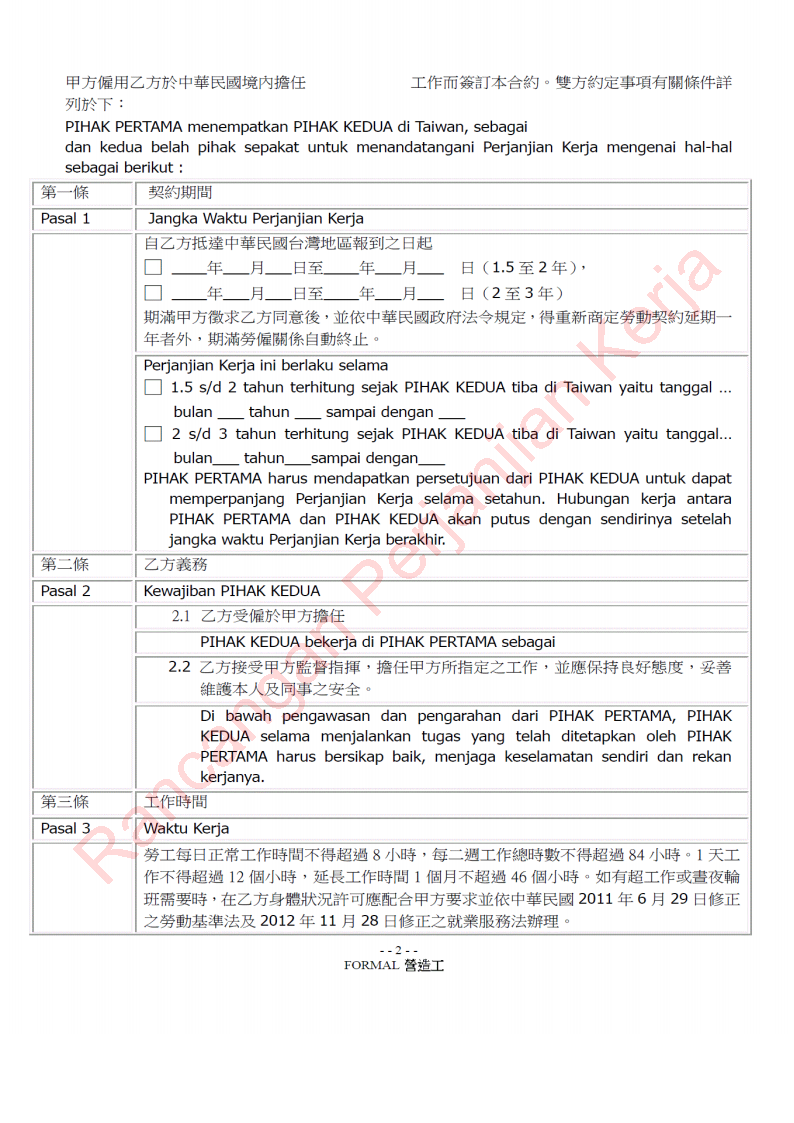 甲方僱用乙方於中華民國境內擔任 工作而簽訂本合約。雙方約定事項有關條件詳
列於下：
PIHAK PERTAMA menempatkan PIHAK KEDUA di Taiwan, sebagai
dan kedua belah pihak sepakat untuk menandatangani Perjanjian Kerja mengenai hal-hal
sebagai berikut :
第一條 契約期間
Pasal 1 Jangka Waktu Perjanjian Kerja
自乙方抵達中華民國台灣地區報到之日起
□ ____年___月___日至____年___月___ 日（1.5 至 2 年），
□ ____年___月___日至____年___月___ 日（2 至 3 年）
期滿甲方徵求乙方同意後，並依中華民國政府法令規定，得重新商定勞動契約延期一
年者外，期滿勞僱關係自動終止。
Perjanjian Kerja ini berlaku selama
□ 1.5 s/d 2 tahun terhitung sejak PIHAK KEDUA tiba di Taiwan yaitu tanggal …
bulan ___ tahun ___ sampai dengan ___
□ 2 s/d 3 tahun terhitung sejak PIHAK KEDUA tiba di Taiwan yaitu tanggal…
bulan___ tahun___sampai dengan___
PIHAK PERTAMA harus mendapatkan persetujuan dari PIHAK KEDUA untuk dapat
memperpanjang Perjanjian Kerja selama setahun. Hubungan kerja antara
PIHAK PERTAMA dan PIHAK KEDUA akan putus dengan sendirinya setelah
jangka waktu Perjanjian Kerja berakhir.
第二條 乙方義務
Pasal 2 Kewajiban PIHAK KEDUA
2.1 乙方受僱於甲方擔任
PIHAK KEDUA bekerja di PIHAK PERTAMA sebagai
2.2 乙方接受甲方監督指揮，擔任甲方所指定之工作，並應保持良好態度，妥善
維護本人及同事之安全。
Di bawah pengawasan dan pengarahan dari PIHAK PERTAMA, PIHAK
KEDUA selama menjalankan tugas yang telah ditetapkan oleh PIHAK
PERTAMA harus bersikap baik, menjaga keselamatan sendiri dan rekan
kerjanya.
第三條 工作時間
Pasal 3 Waktu Kerja
勞工每日正常工作時間不得超過 8 小時，每二週工作總時數不得超過 84 小時。1 天工
作不得超過 12 個小時，延長工作時間 1 個月不超過 46 個小時。如有超工作或晝夜輪
班需要時，在乙方身體狀況許可應配合甲方要求並依中華民國 2011 年 6 月 29 日修正
之勞動基準法及 2012 年 11 月 28 日修正之就業服務法辦理。
- - 2 - -
FORMAL 營造工
Rancangan Perjanjian Kerja